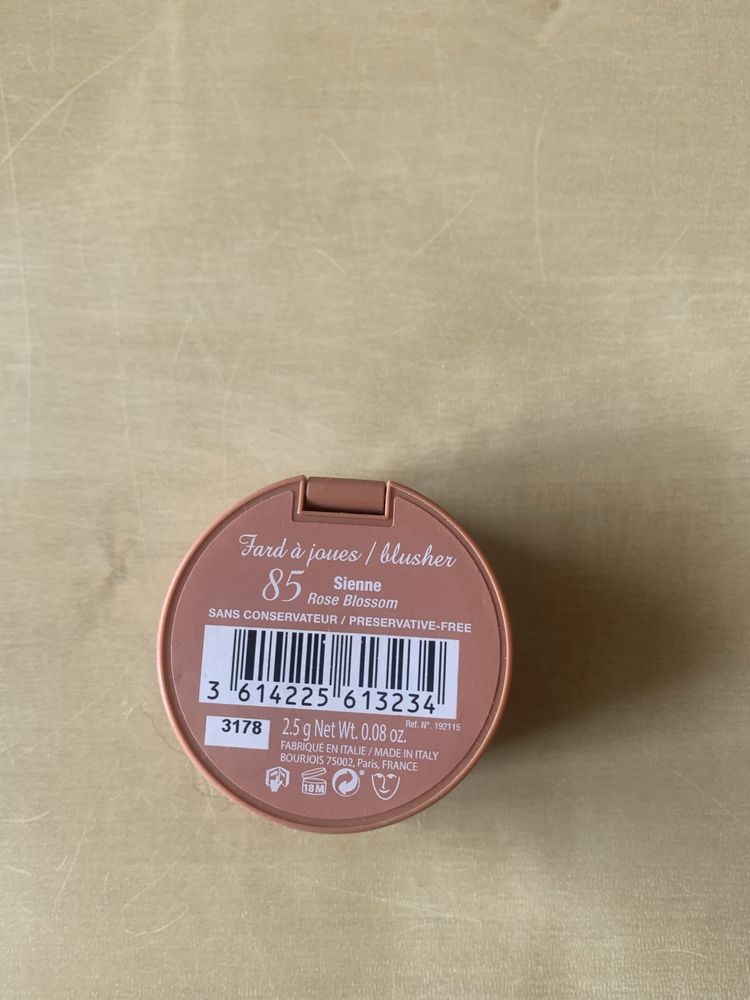 Fard à joues / blusher
85 Sienne
Rose Blossom
SANS CONSERVATEUR / PRESERVATIVE-FREE
3 614225 613234
Ref. N°. 192115
3178 2.5 g Net Wt. 0.08 oz.
FABRIQUÉ EN ITALIE / MADE IN ITALY
BOURJOIS 75002, Paris, FRANCE
18 M